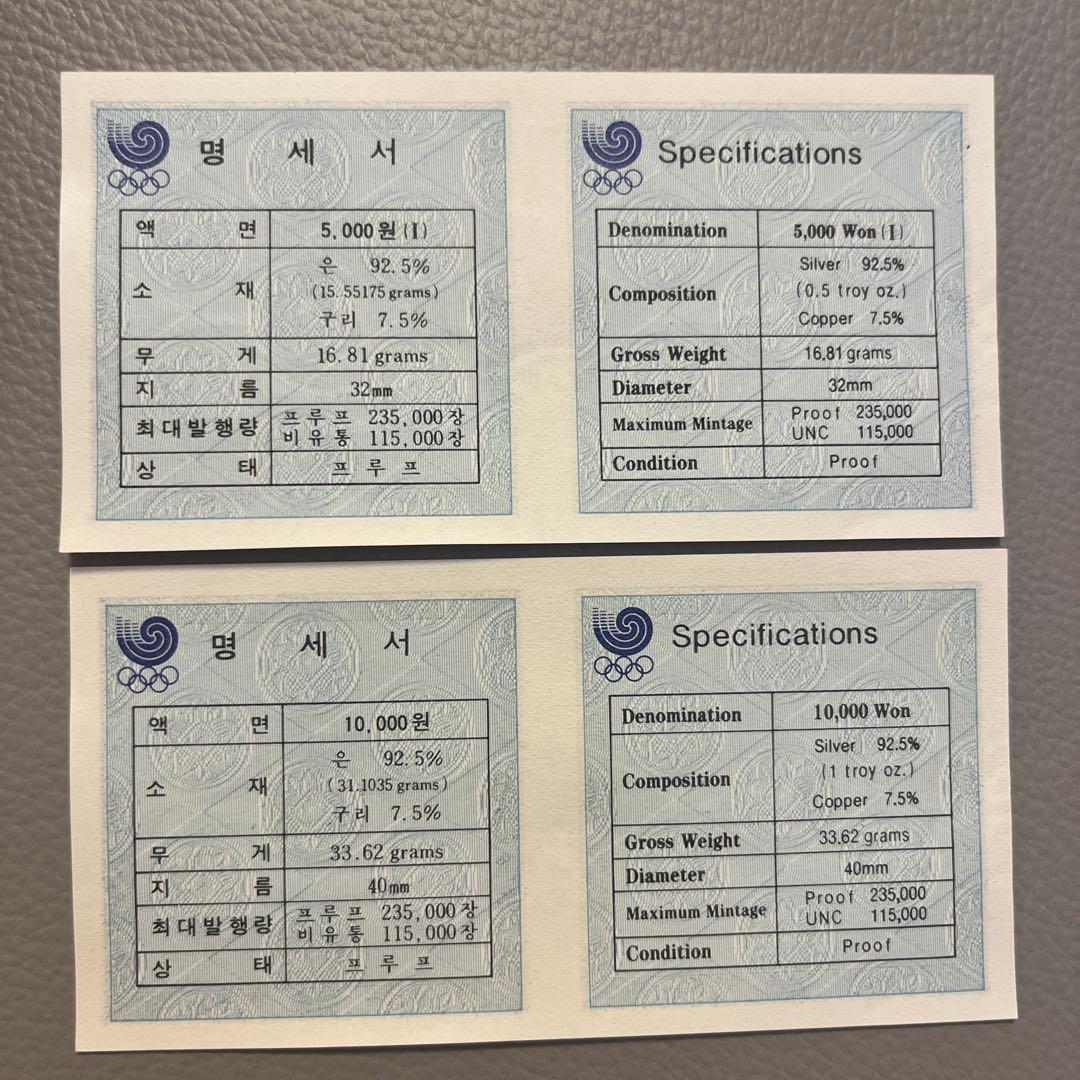 명 세 서
액 면 5,000원(I)
소 재 은 92.5%
(15.55175 grams)
구리 7.5%
무 게 16.81 grams
지 름 32mm
최대발행량 프루프 235,000장
비유통 115,000장
상 태 프루프
Specifications
Denomination 5,000 Won (I)
Composition Silver 92.5%
(0.5 troy oz.)
Copper 7.5%
Gross Weight 16.81 grams
Diameter 32mm
Maximum Mintage Proof 235,000
UNC 115,000
Condition Proof
명 세 서
액 면 10,000원
소 재 은 92.5%
(31.1035 grams)
구리 7.5%
무 게 33.62 grams
지 름 40mm
최대발행량 프루프 235,000장
비유통 115,000장
상 태 프루프
Specifications
Denomination 10,000 Won
Composition Silver 92.5%
(1 troy oz.)
Copper 7.5%
Gross Weight 33.62 grams
Diameter 40mm
Maximum Mintage Proof 235,000
UNC 115,000
Condition Proof